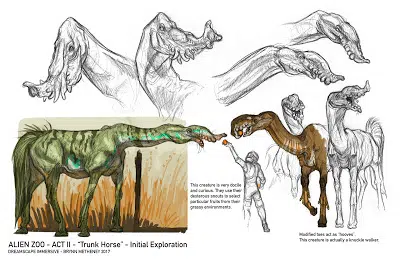 This creature is very docile
and curious. They use their
dexterous snouts to select
particular fruits from their
grassy environments.
Modified toes act as "hooves".
This creature is actually a knuckle walker.
ALIEN ZOO - ACT II - "Trunk Horse" - Initial Exploration
DREAMSCAPE IMMERSIVE - BRYNN METHENEY 2017